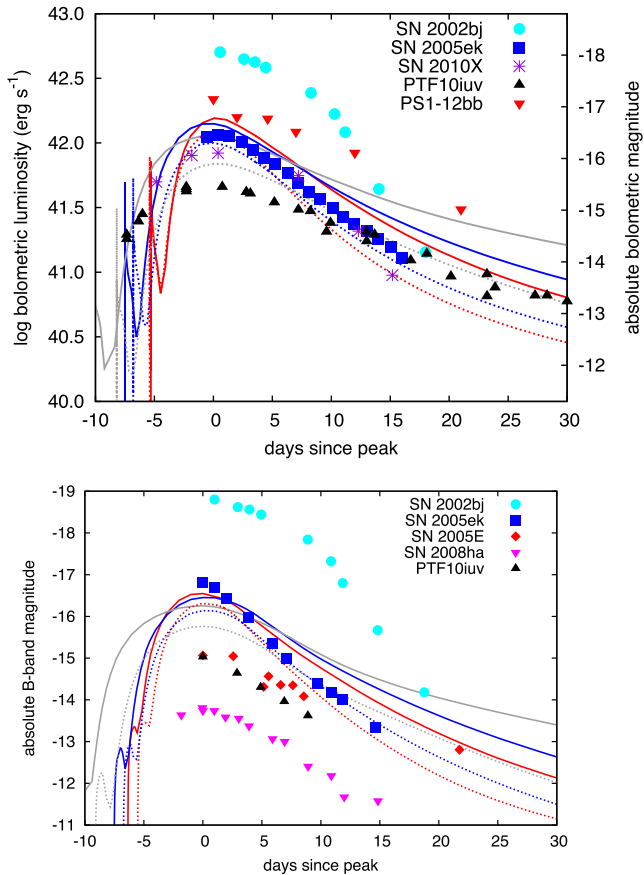 43.0
42.5
42.0
41.5
41.0
40.5
40.0
log bolometric luminosity (erg s⁻¹)
SN 2002bj
SN 2005ek
SN 2010X
PTF10iuv
PS1-12bb
-18
-17
-16
-15
-14
-13
-12
absolute bolometric magnitude
-10 -5 0 5 10 15 20 25 30
days since peak
-19
-18
-17
-16
-15
-14
-13
-12
-11
absolute B-band magnitude
SN 2002bj
SN 2005ek
SN 2005E
SN 2008ha
PTF10iuv
-10 -5 0 5 10 15 20 25 30
days since peak